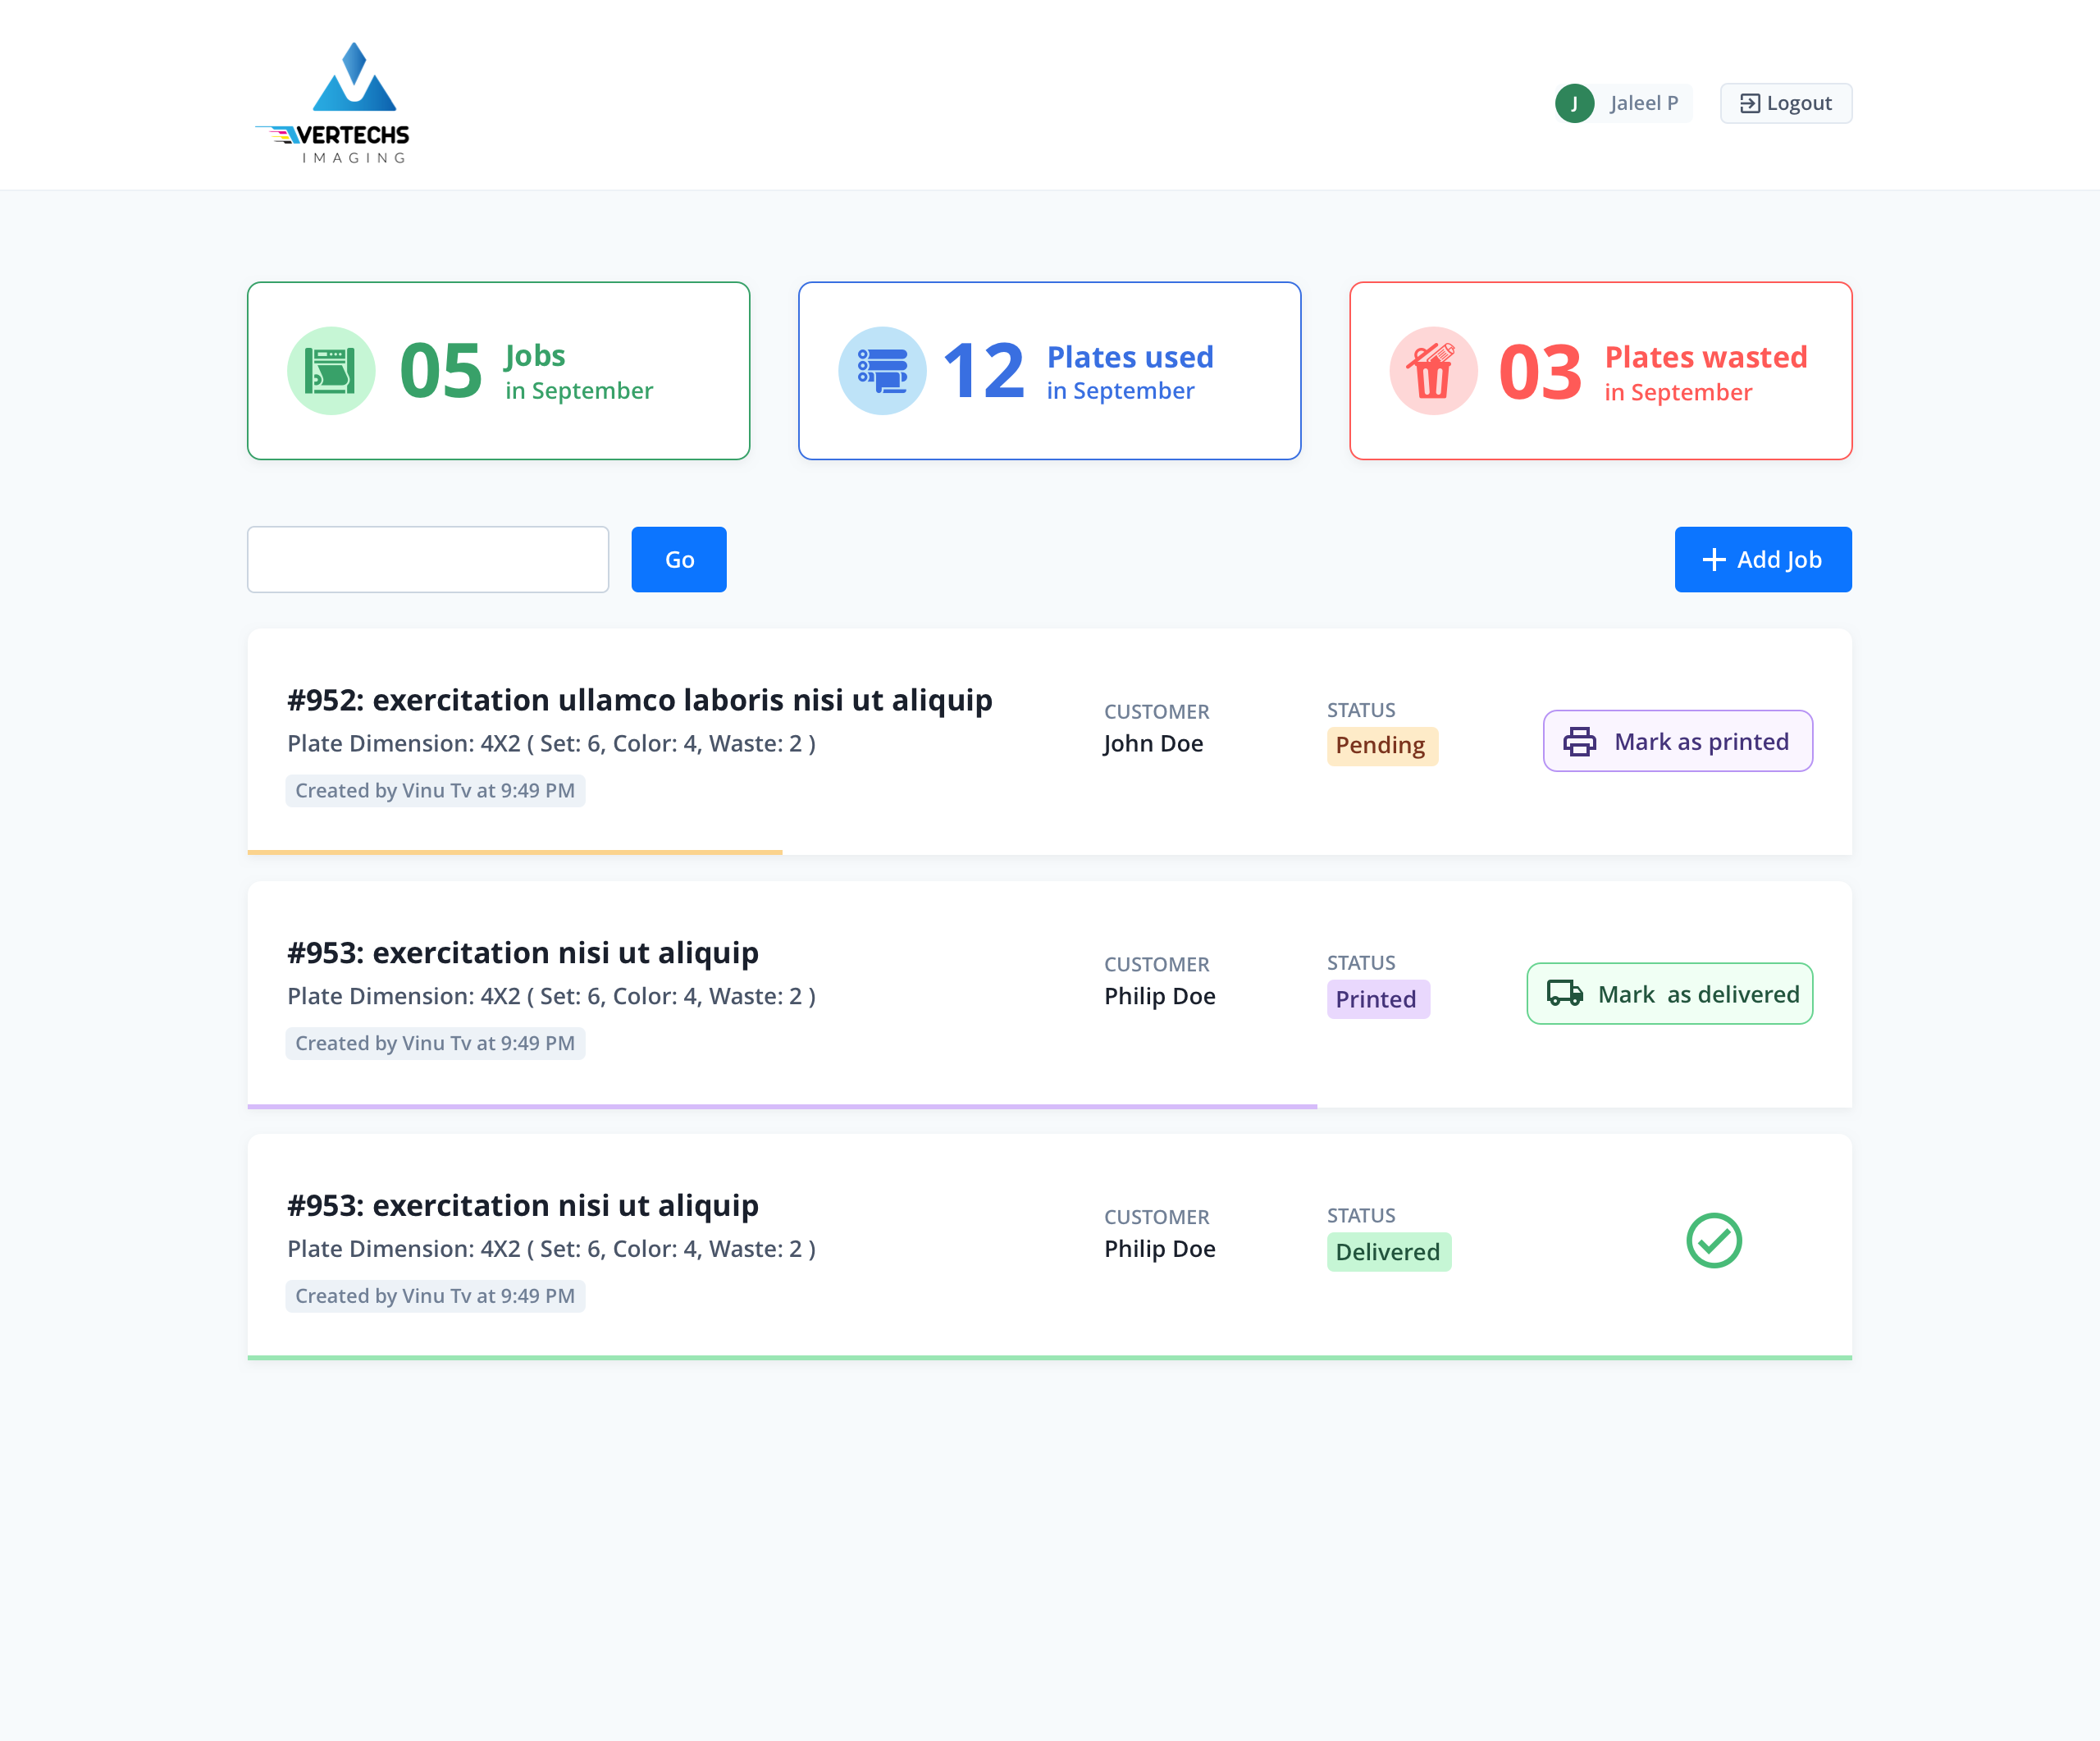 VERTECHS
IMAGING
J
Jaleel P
Logout
05
Jobs
in September
12
Plates used
in September
03
Plates wasted
in September
Go
Add Job
#952: exercitation ullamco laboris nisi ut aliquip
Plate Dimension: 4X2 ( Set: 6, Color: 4, Waste: 2 )
Created by Vinu Tv at 9:49 PM
CUSTOMER
John Doe
STATUS
Pending
Mark as printed
#953: exercitation nisi ut aliquip
Plate Dimension: 4X2 ( Set: 6, Color: 4, Waste: 2 )
Created by Vinu Tv at 9:49 PM
CUSTOMER
Philip Doe
STATUS
Printed
Mark  as delivered
#953: exercitation nisi ut aliquip
Plate Dimension: 4X2 ( Set: 6, Color: 4, Waste: 2 )
Created by Vinu Tv at 9:49 PM
CUSTOMER
Philip Doe
STATUS
Delivered